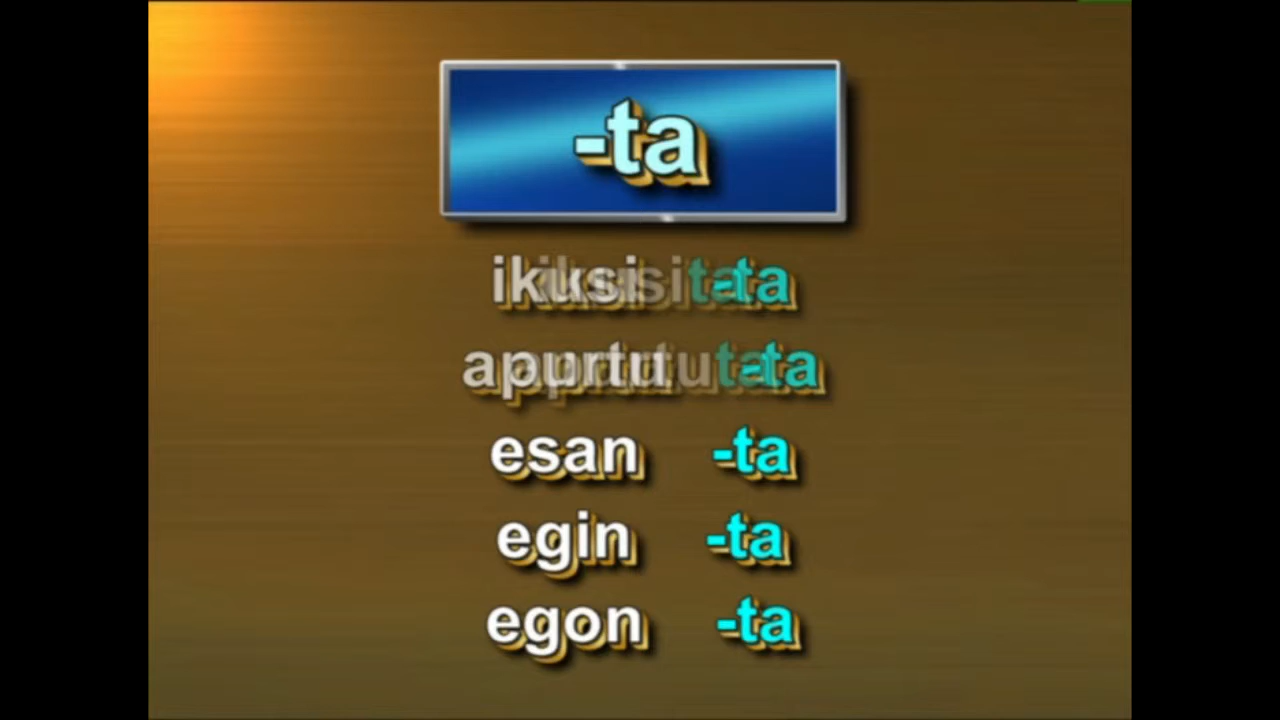 -ta
ikusi -ta
apurtu -ta
esan -ta
egin -ta
egon -ta